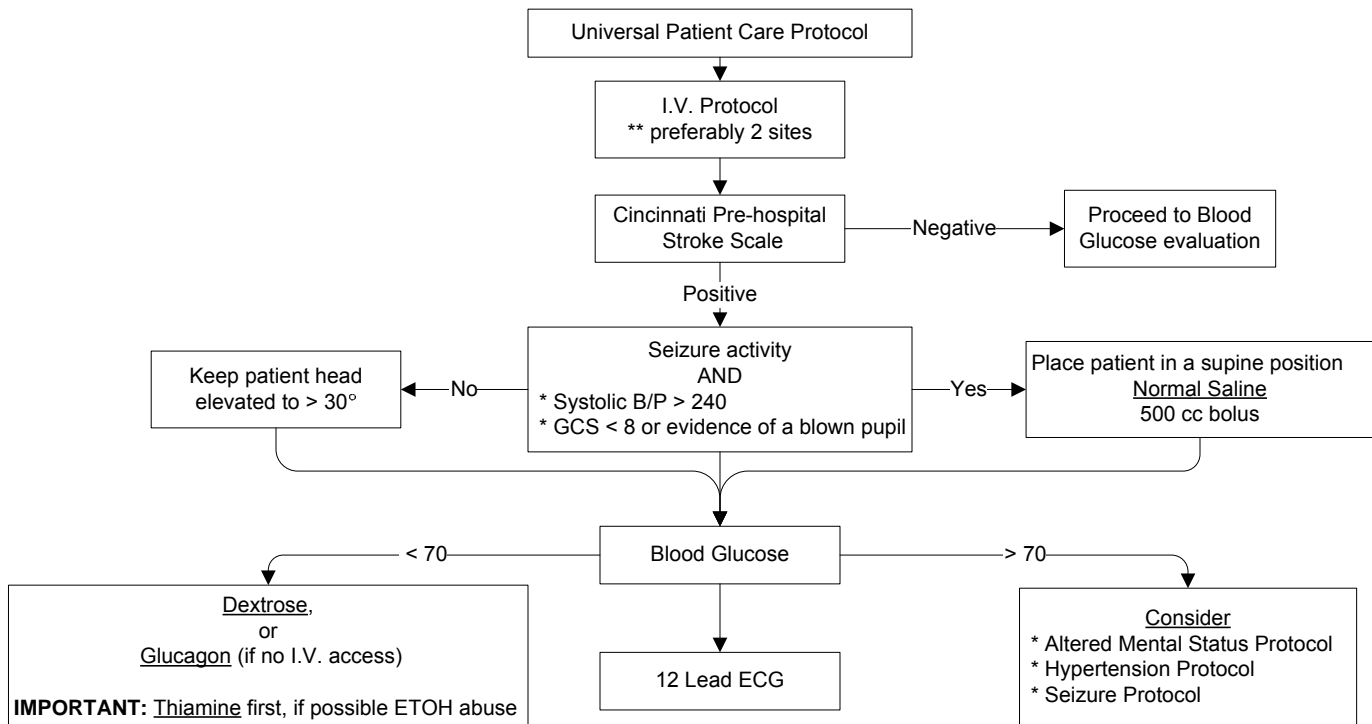 Universal Patient Care Protocol
I.V. Protocol
** preferably 2 sites
Cincinnati Pre-hospital
Stroke Scale
Negative
Proceed to Blood
Glucose evaluation
Positive
Keep patient head
elevated to > 30°
No
Seizure activity
AND
* Systolic B/P > 240
* GCS < 8 or evidence of a blown pupil
Yes
Place patient in a supine position
Normal Saline
500 cc bolus
< 70
Blood Glucose
> 70
Dextrose,
or
Glucagon (if no I.V. access)
IMPORTANT: Thiamine first, if possible ETOH abuse
12 Lead ECG
Consider
* Altered Mental Status Protocol
* Hypertension Protocol
* Seizure Protocol